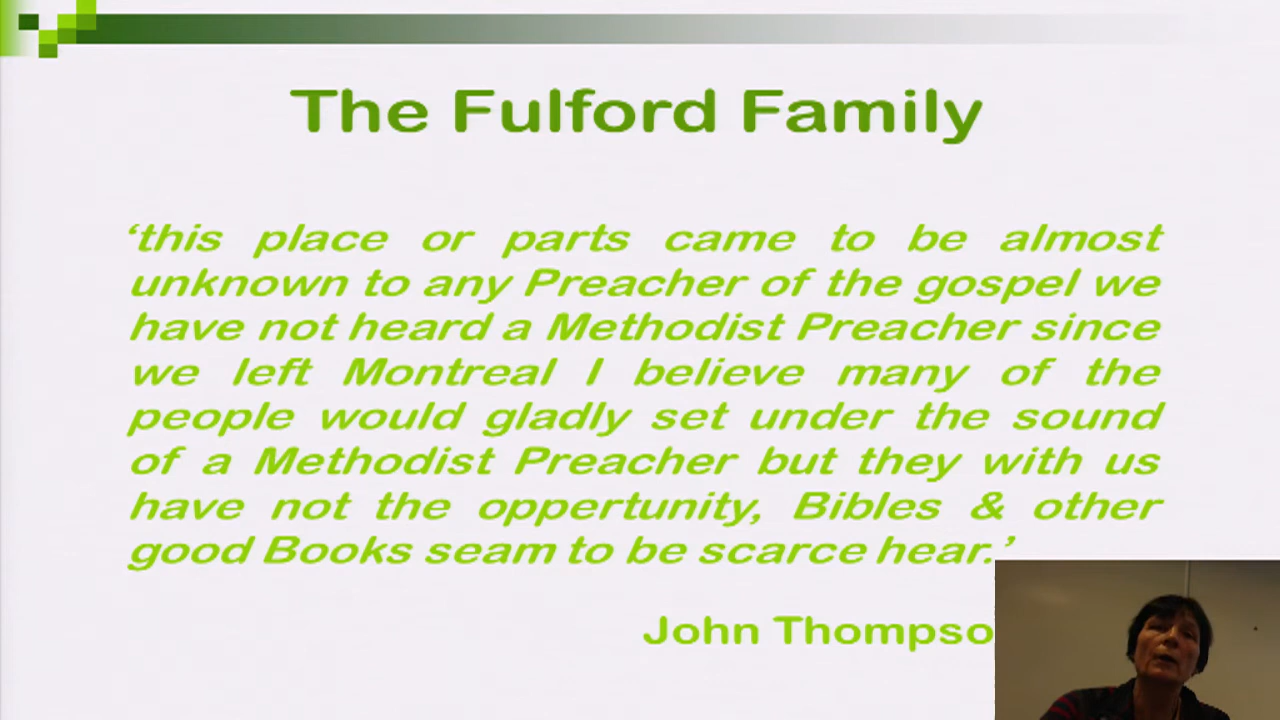 The Fulford Family
‘this place or parts came to be almost
unknown to any Preacher of the gospel we
have not heard a Methodist Preacher since
we left Montreal I believe many of the
people would gladly set under the sound
of a Methodist Preacher but they with us
have not the opportunity, Bibles & other
good Books seam to be scarce hear.’
John Thompso